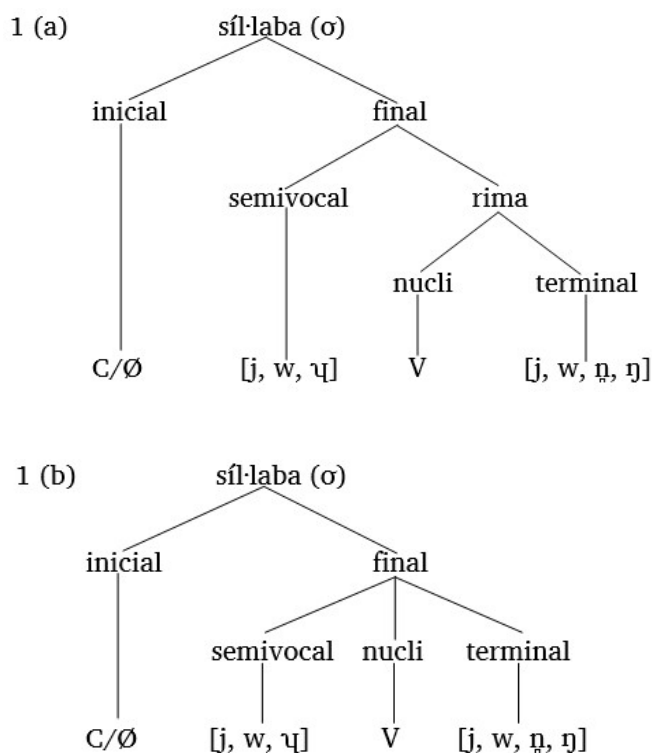 1 (a) síl·laba (σ)
inicial final
semivocal rima
nucli terminal
C/Ø [j, w, ɥ] V [j, w, n̪, ŋ]
1 (b) síl·laba (σ)
inicial final
semivocal nucli terminal
C/Ø [j, w, ɥ] V [j, w, n̪, ŋ]